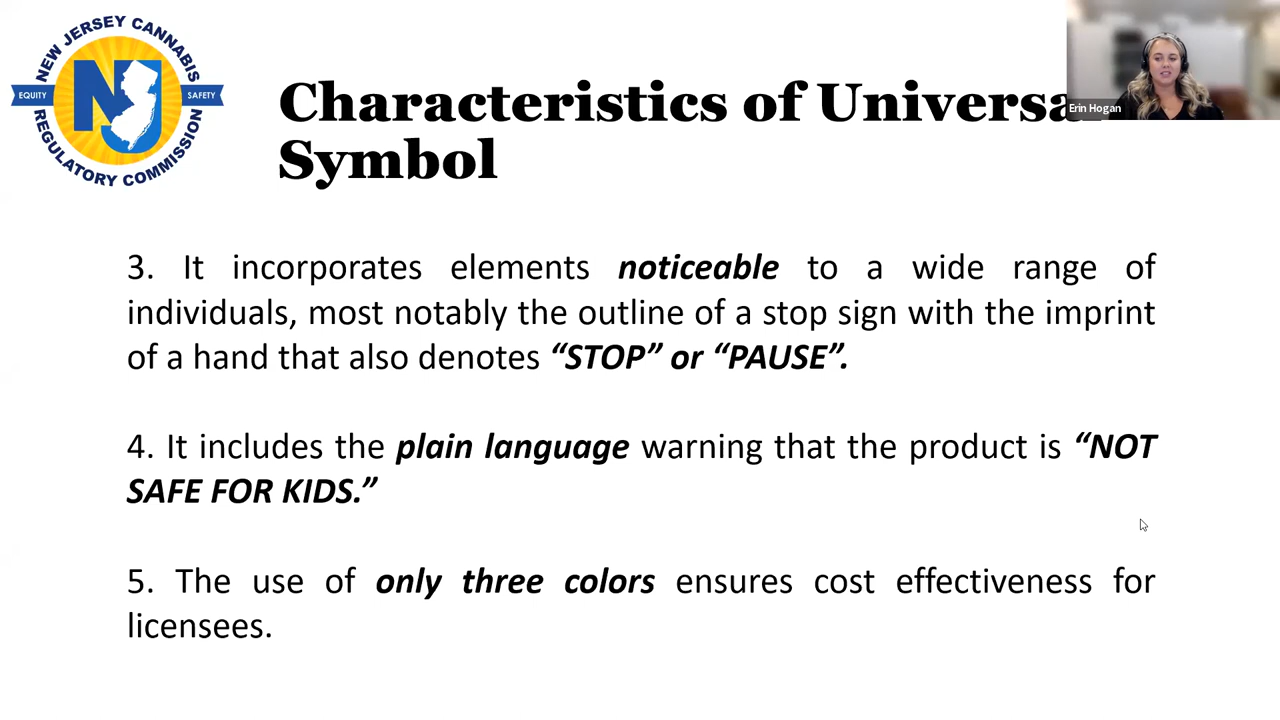 NEW JERSEY CANNABIS
EQUITY
NJ
SAFETY
REGULATORY COMMISSION
Erin Hogan
Characteristics of Universa
Symbol
3. It incorporates elements noticeable to a wide range of
individuals, most notably the outline of a stop sign with the imprint
of a hand that also denotes “STOP” or “PAUSE”.
4. It includes the plain language warning that the product is “NOT
SAFE FOR KIDS.”
5. The use of only three colors ensures cost effectiveness for
licensees.